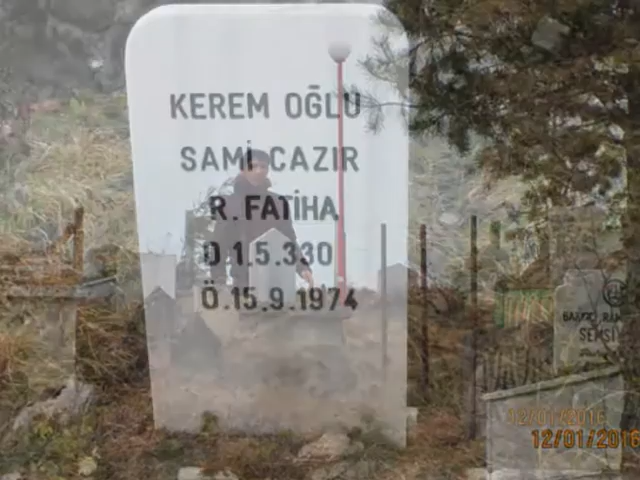 KEREM OĞLU
SAMİ CAZIR
R. FATİHA
D.1.5.330
Ö.15.9.1974
12/01/2016
12/01/2016